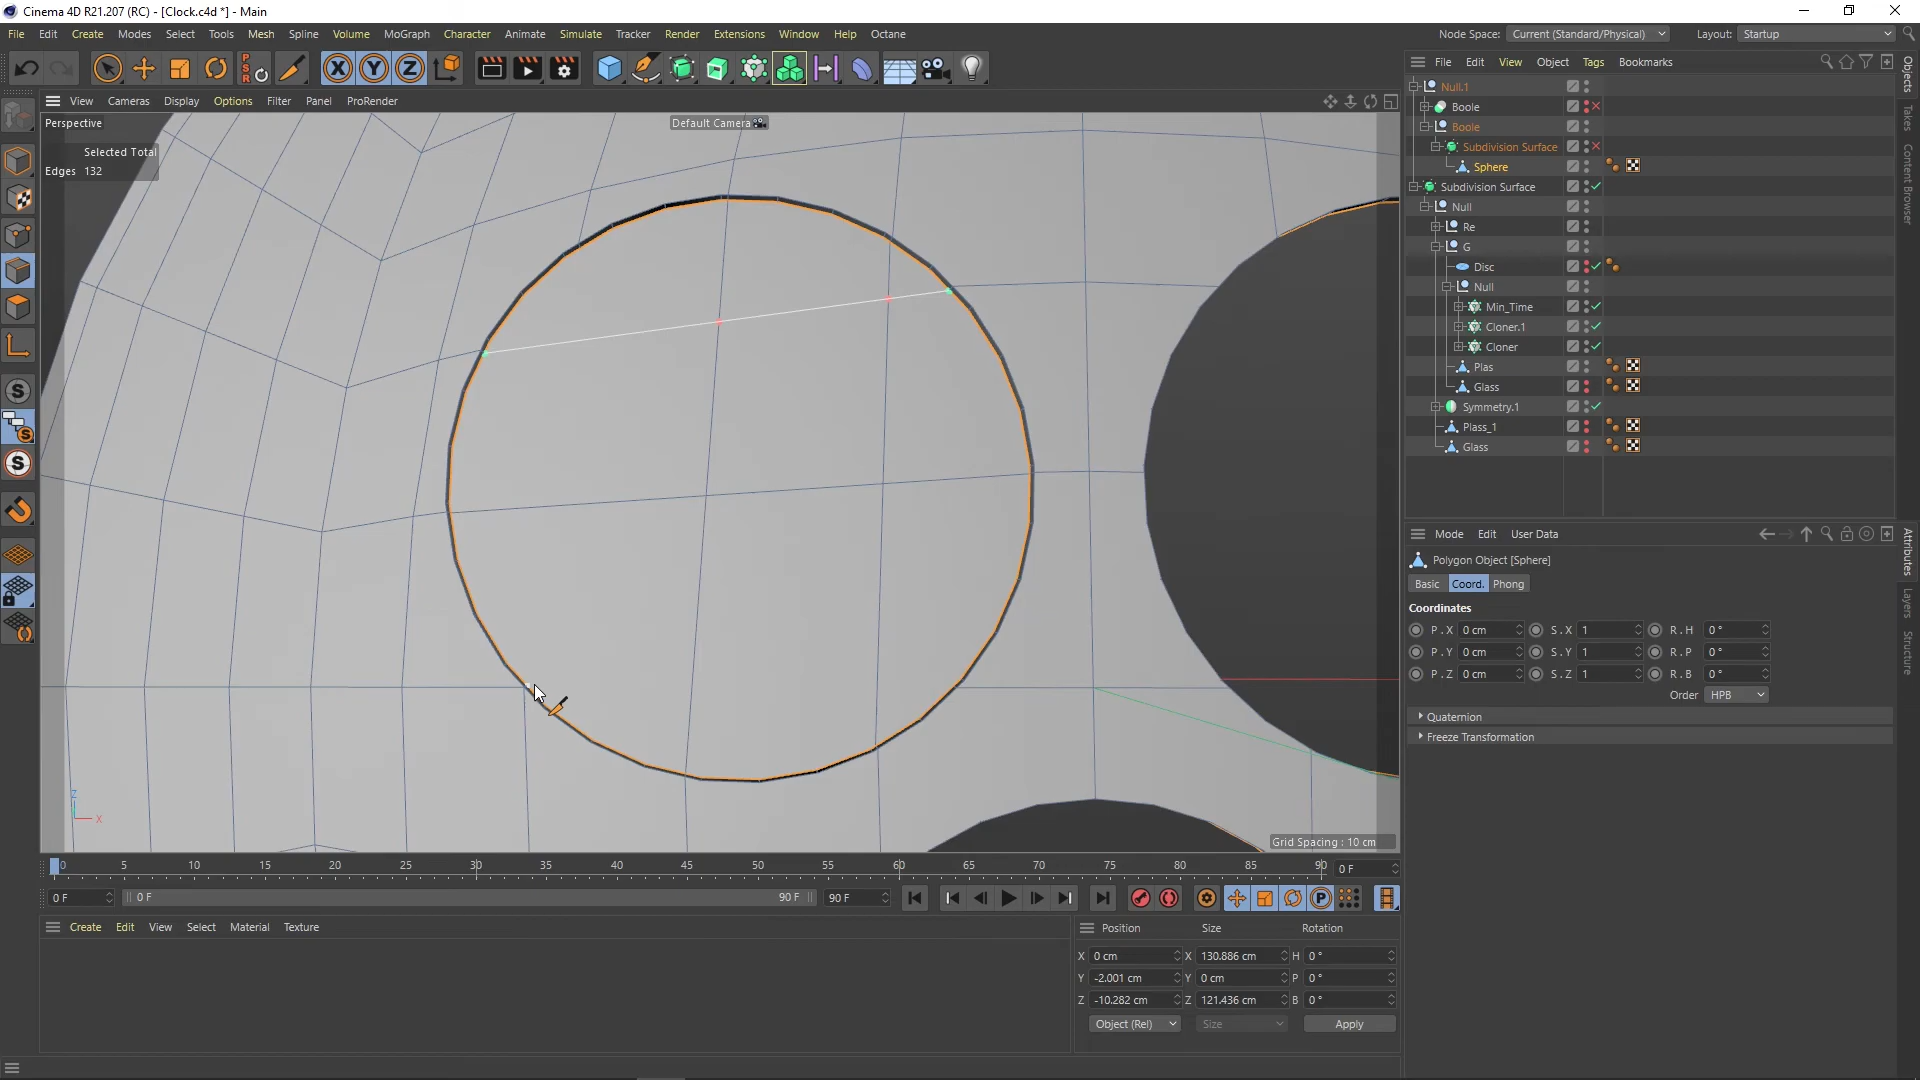 Cinema 4D R21.207 (RC) - [Clock.c4d *] - Main
File Edit Create Modes Select Tools Mesh Spline Volume MoGraph Character Animate Simulate Tracker Render Extensions Window Help Octane
Node Space: Current (Standard/Physical) Layout: Startup
PSR X Y Z
View Cameras Display Options Filter Panel ProRender
Perspective
Default Camera
Selected Total
Edges 132
Z
X
Grid Spacing : 10 cm
0 5 10 15 20 25 30 35 40 45 50 55 60 65 70 75 80 85 90 0 F
0 F 0 F 90 F 90 F
Create Edit View Select Material Texture
Position Size Rotation
X 0 cm X 130.886 cm H 0 °
Y -2.001 cm Y 0 cm P 0 °
Z -10.282 cm Z 121.436 cm B 0 °
Object (Rel) Size Apply
File Edit View Object Tags Bookmarks
Null.1
Boole
Boole
Subdivision Surface
Sphere
Subdivision Surface
Null
Re
G
Disc
Null
Min_Time
Cloner.1
Cloner
Plas
Glass
Symmetry.1
Plass_1
Glass
Objects
Takes
Content Browser
Mode Edit User Data
Polygon Object [Sphere]
Basic Coord. Phong
Coordinates
P . X 0 cm S . X 1 R . H 0 °
P . Y 0 cm S . Y 1 R . P 0 °
P . Z 0 cm S . Z 1 R . B 0 °
Order HPB
Quaternion
Freeze Transformation
Attributes
Layers
Structure